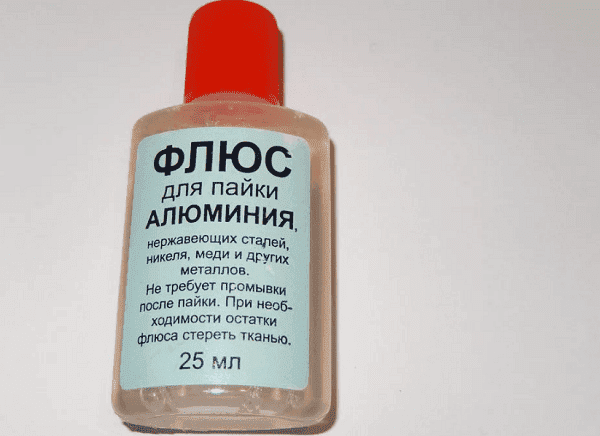 ФЛЮС
для пайки
АЛЮМИНИЯ,
нержавеющих сталей,
никеля, меди и других
металлов.
Не требует промывки
после пайки. При необ-
ходимости остатки
флюса стереть тканью.
25 мл